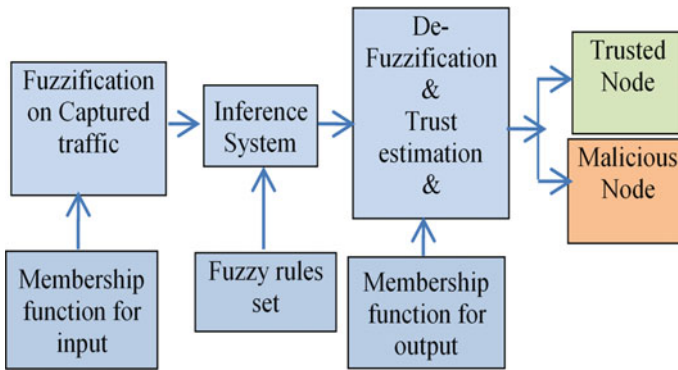 Fuzzification
on Captured
traffic
Inference
System
De-
Fuzzification
&
Trust
estimation
&
Trusted
Node
Malicious
Node
Membership
function for
input
Fuzzy rules
set
Membership
function for
output